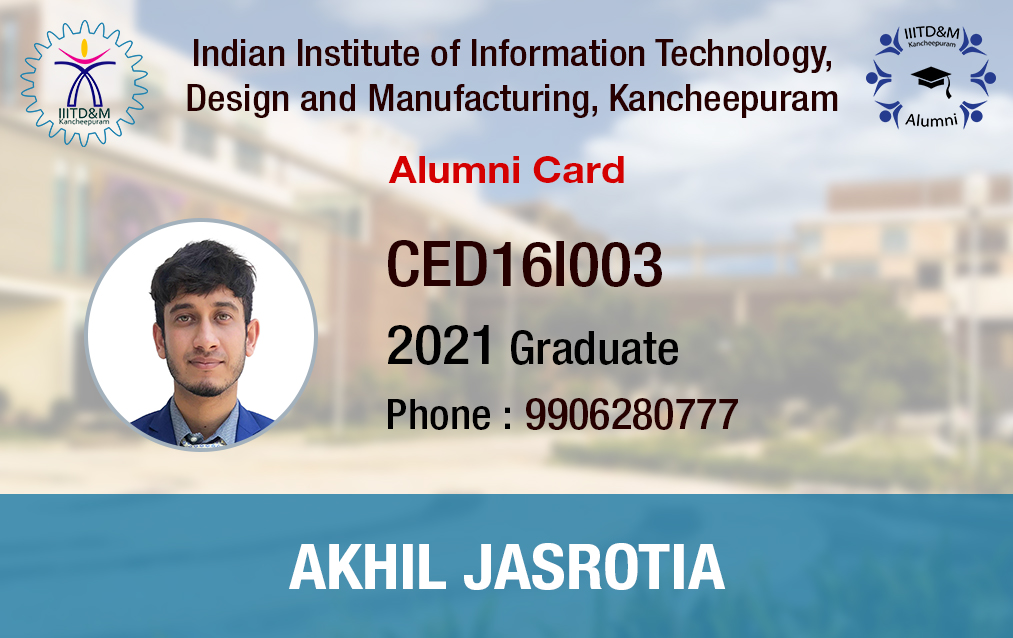 Indian Institute of Information Technology,
Design and Manufacturing, Kancheepuram
IIITD&M
Kancheepuram
IIITD&M
Kancheepuram
Alumni
Alumni Card
CED16I003
2021 Graduate
Phone : 9906280777
AKHIL JASROTIA